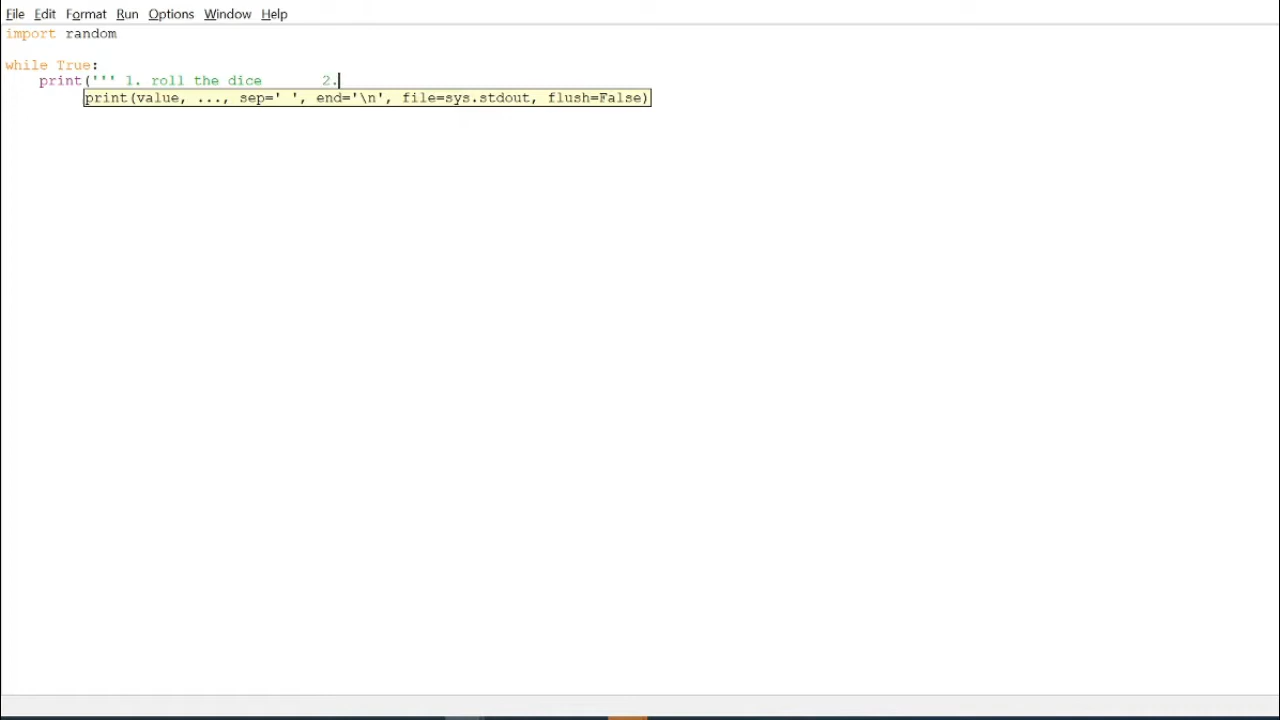 File Edit Format Run Options Window Help
import random
while True:
    print(''' 1. roll the dice       2.
print(value, ..., sep=' ', end='\n', file=sys.stdout, flush=False)